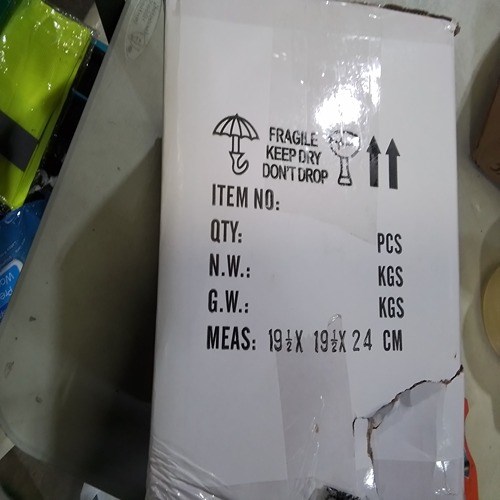 FRAGILE
KEEP DRY
DON'T DROP
ITEM NO:
QTY: PCS
N.W.: KGS
G.W.: KGS
MEAS: 19½X 19½X 24 CM